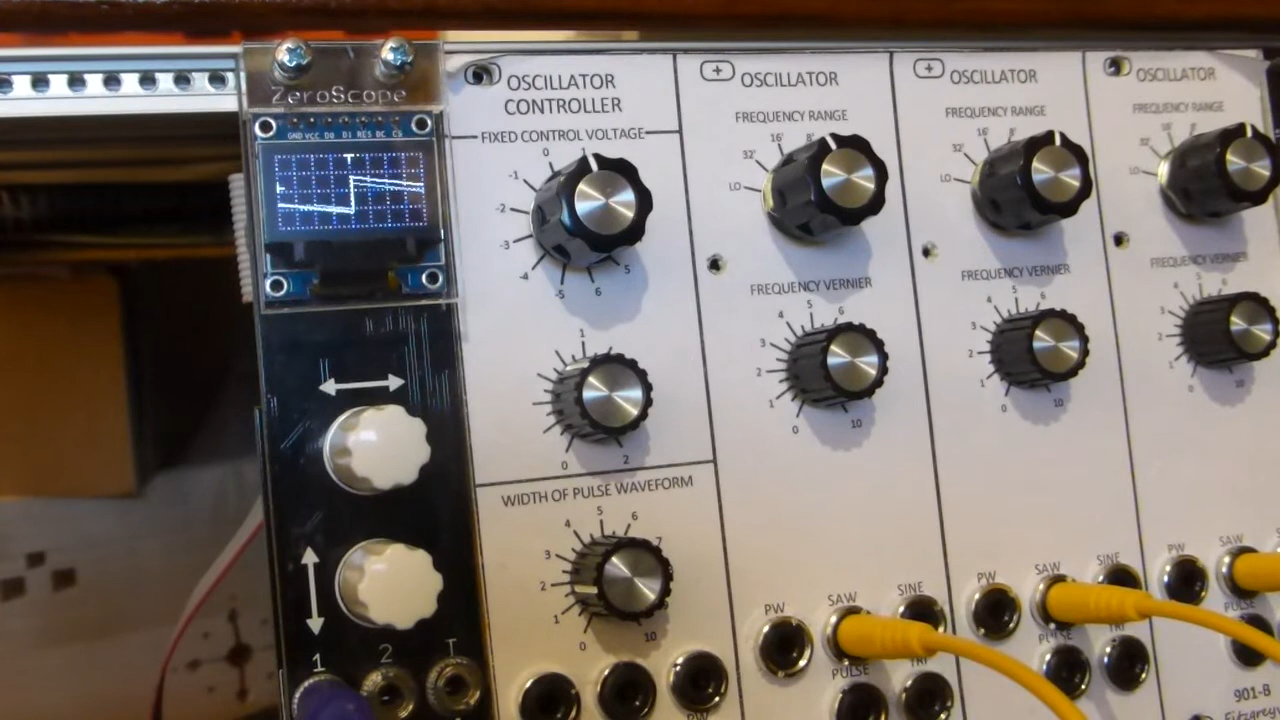 ZeroScope
GND VCC D0 D1 RES DC CS
1 2 T
OSCILLATOR
CONTROLLER
FIXED CONTROL VOLTAGE
0
-1
-2
-3
-4
-5
6
5
1
0
2
WIDTH OF PULSE WAVEFORM
0
1
2
3
4
5
6
7
10
PW
OSCILLATOR
FREQUENCY RANGE
LO
32'
16'
8'
FREQUENCY VERNIER
0
1
2
3
4
5
6
10
PW
SAW
SINE
PULSE
TRI
OSCILLATOR
FREQUENCY RANGE
LO
32'
16'
8'
FREQUENCY VERNIER
0
1
2
3
4
5
6
10
PW
SAW
SINE
PULSE
TRI
OSCILLATOR
FREQUENCY RANGE
LO
32'
16'
8'
FREQUENCY VERNIER
0
1
2
3
4
5
6
10
PW
SAW
PULSE
901-B